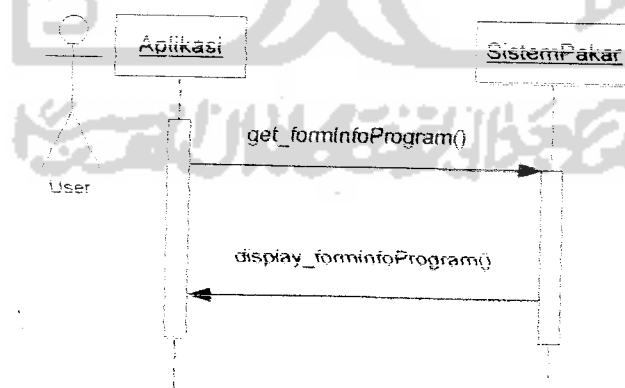 Aplikasi
SistemPakar
get_formInfoProgram()
User
display_forminfoProgram()